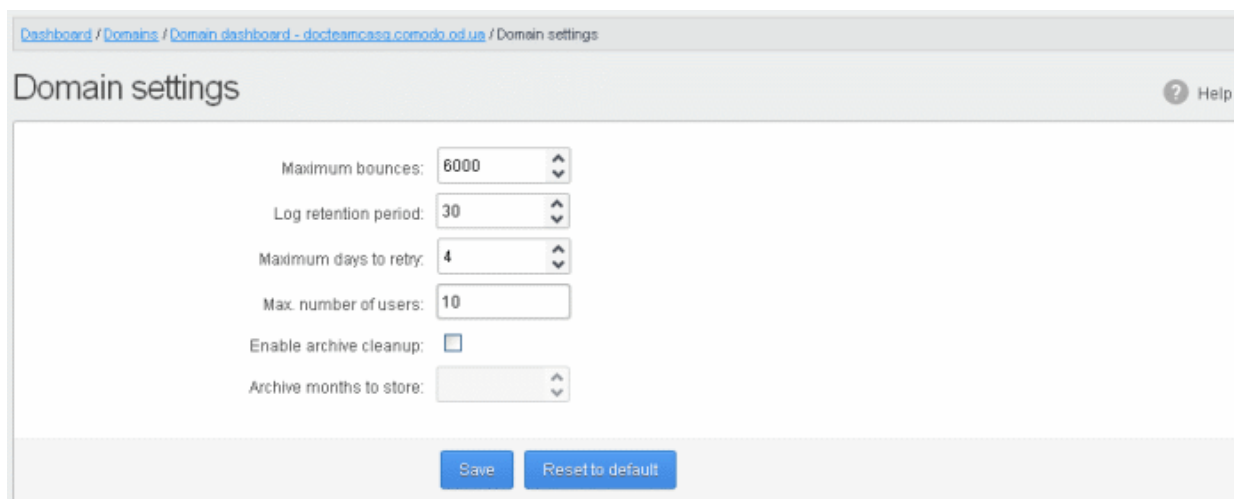 Dashboard / Domains / Domain dashboard - docteamcasg.comodo.od.ua / Domain settings
Domain settings
? Help
Maximum bounces: 6000
Log retention period: 30
Maximum days to retry: 4
Max. number of users: 10
Enable archive cleanup:
Archive months to store:
Save Reset to default